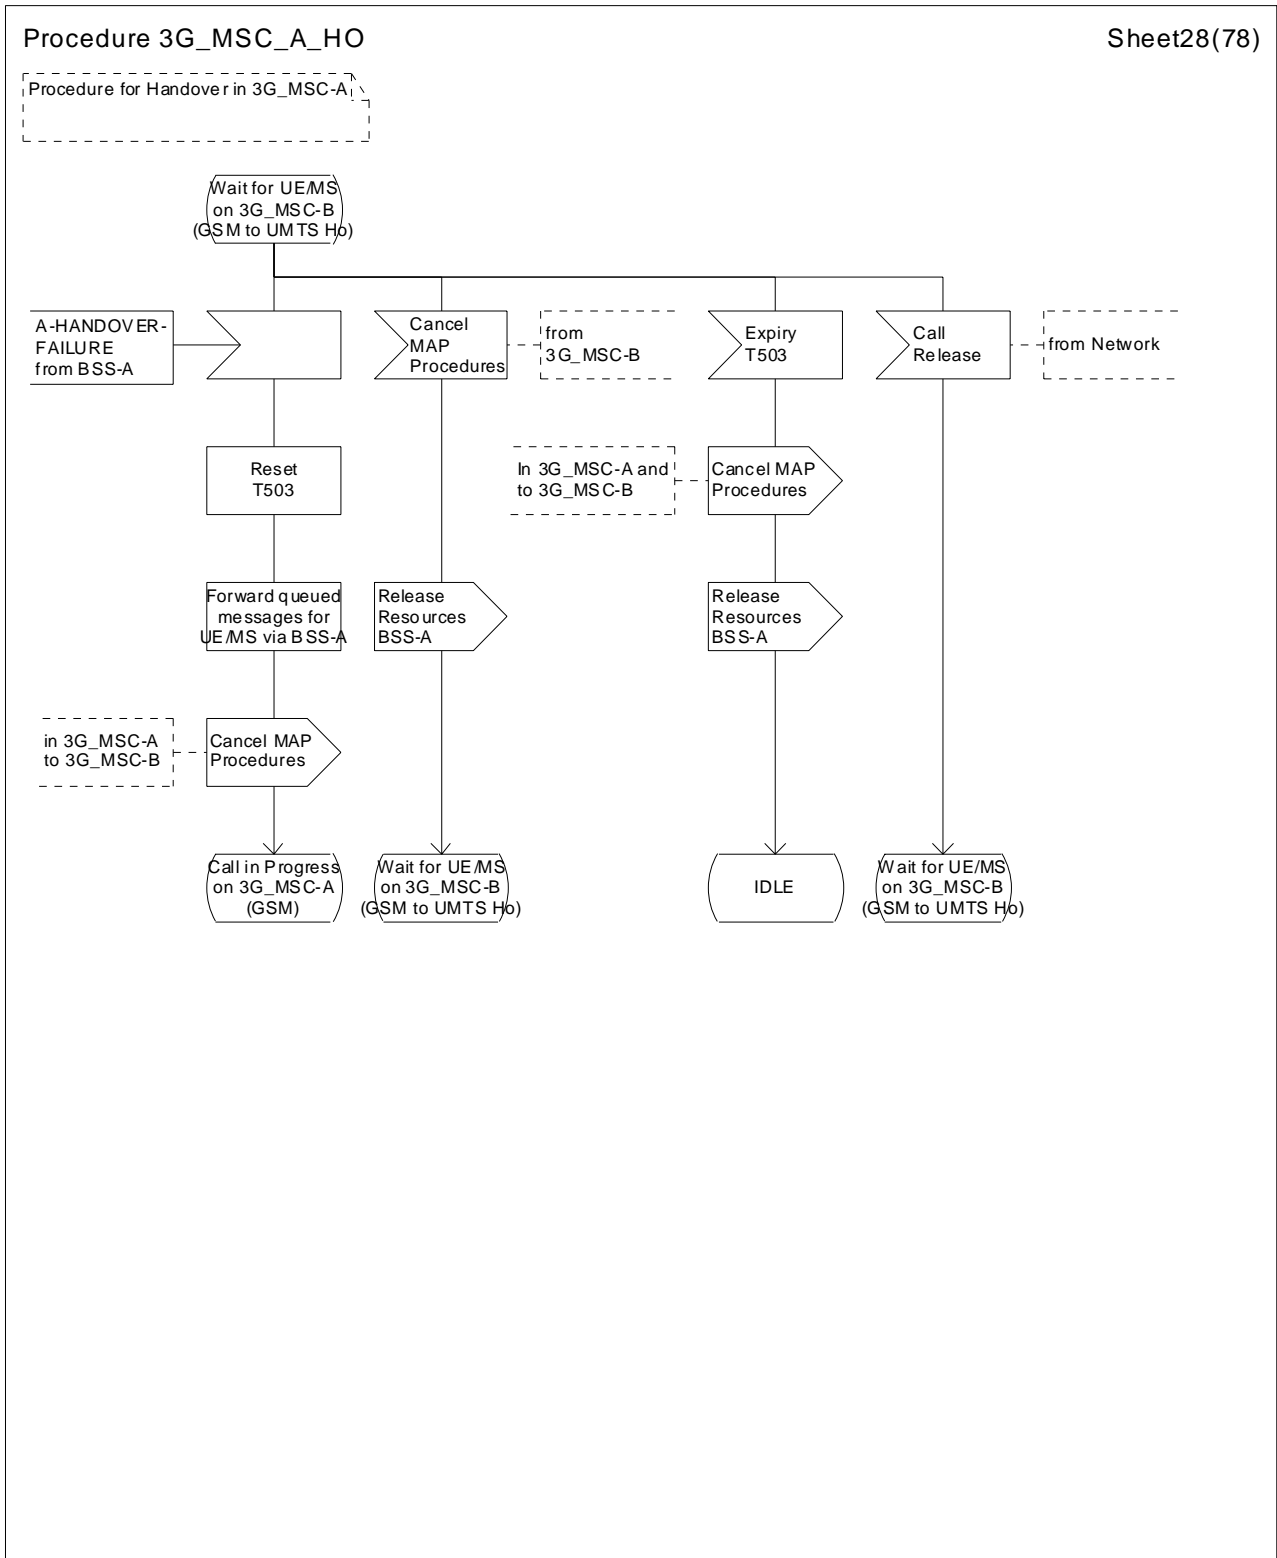 Procedure 3G_MSC_A_HO
Sheet28(78)
Procedure for Handover in 3G_MSC-A
Wait for UE/MS
on 3G_MSC-B
(GSM to UMTS Ho)
A-HANDOVER-
FAILURE
from BSS-A
Cancel
MAP
Procedures
from
3G_MSC-B
Expiry
T503
Call
Release
from Network
Reset
T503
In 3G_MSC-A and
to 3G_MSC-B
Cancel MAP
Procedures
Forward queued
messages for
UE/MS via BSS-A
Release
Resources
BSS-A
Release
Resources
BSS-A
in 3G_MSC-A
to 3G_MSC-B
Cancel MAP
Procedures
Call in Progress
on 3G_MSC-A
(GSM)
Wait for UE/MS
on 3G_MSC-B
(GSM to UMTS Ho)
IDLE
Wait for UE/MS
on 3G_MSC-B
(GSM to UMTS Ho)